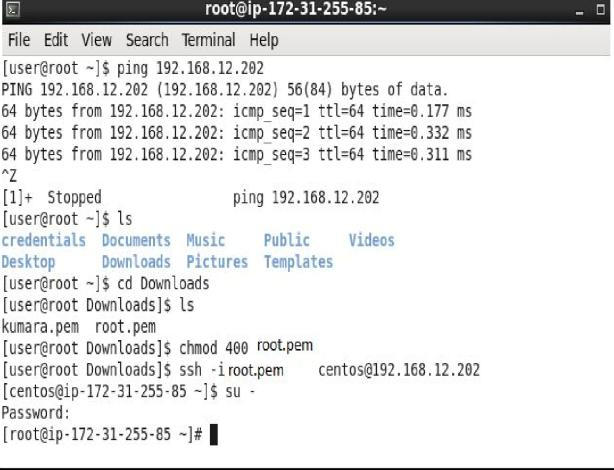 root@ip-172-31-255-85:~
File Edit View Search Terminal Help
[user@root ~]$ ping 192.168.12.202
PING 192.168.12.202 (192.168.12.202) 56(84) bytes of data.
64 bytes from 192.168.12.202: icmp_seq=1 ttl=64 time=0.177 ms
64 bytes from 192.168.12.202: icmp_seq=2 ttl=64 time=0.332 ms
64 bytes from 192.168.12.202: icmp_seq=3 ttl=64 time=0.311 ms
^Z
[1]+  Stopped                 ping 192.168.12.202
[user@root ~]$ ls
credentials  Documents  Music     Public     Videos
Desktop      Downloads  Pictures  Templates
[user@root ~]$ cd Downloads
[user@root Downloads]$ ls
kumara.pem  root.pem
[user@root Downloads]$ chmod 400 root.pem
[user@root Downloads]$ ssh -i root.pem    centos@192.168.12.202
[centos@ip-172-31-255-85 ~]$ su -
Password:
[root@ip-172-31-255-85 ~]#